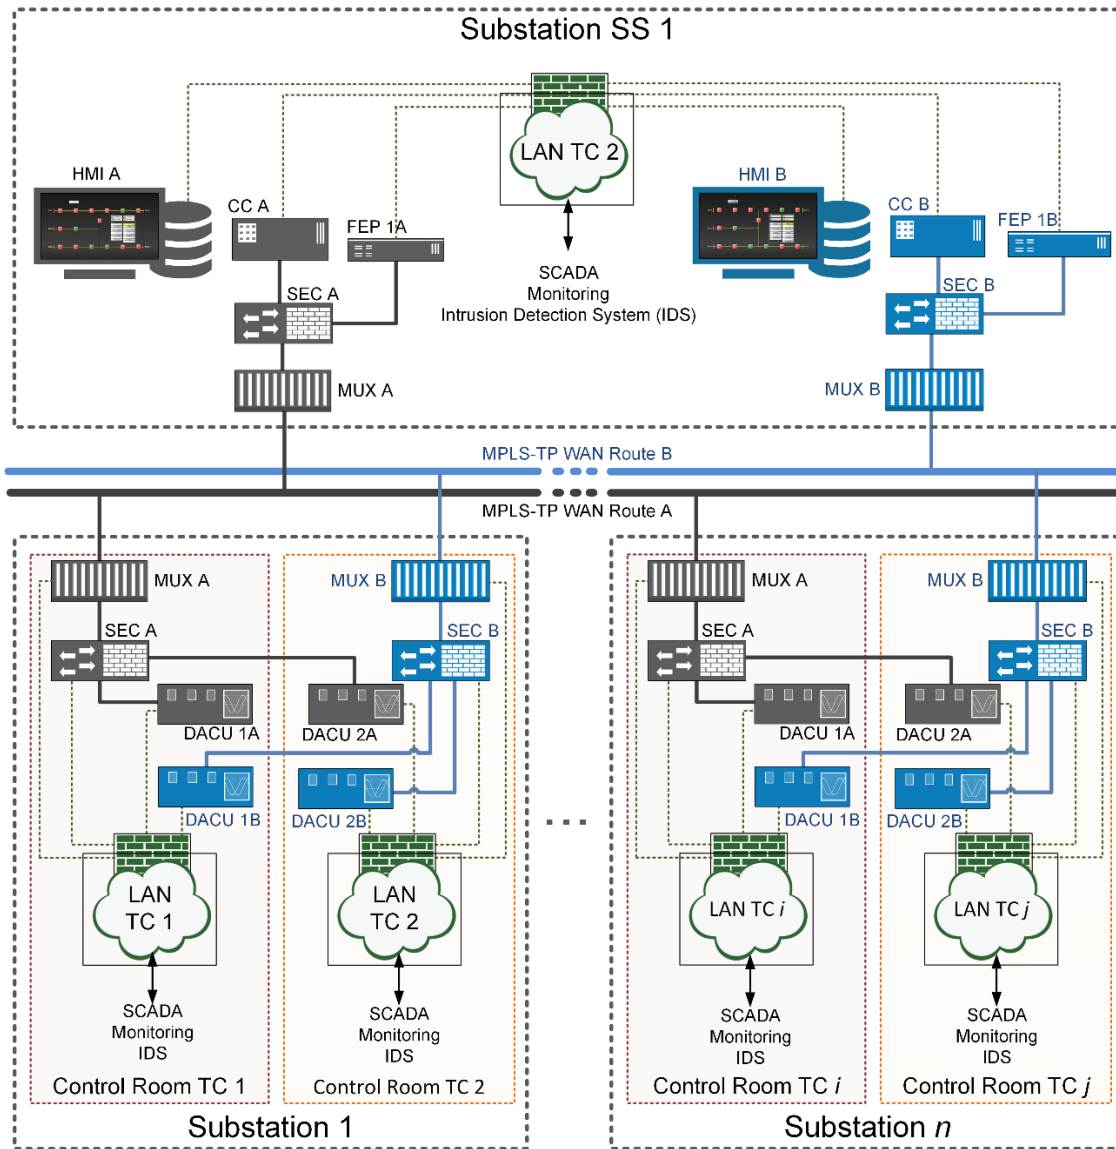 Substation SS 1
LAN TC 2
HMI A
CC A
FEP 1A
HMI B
CC B
FEP 1B
SCADA
Monitoring
Intrusion Detection System (IDS)
SEC A
SEC B
MUX A
MUX B
MPLS-TP WAN Route B
MPLS-TP WAN Route A
MUX A
MUX B
SEC A
SEC B
DACU 1A
DACU 2A
DACU 1B
DACU 2B
LAN
TC 1
LAN
TC 2
SCADA
Monitoring
IDS
SCADA
Monitoring
IDS
Control Room TC 1
Control Room TC 2
Substation 1
MUX A
MUX B
SEC A
SEC B
DACU 1A
DACU 2A
DACU 1B
DACU 2B
LAN TC i
LAN TC j
SCADA
Monitoring
IDS
SCADA
Monitoring
IDS
Control Room TC i
Control Room TC j
Substation n